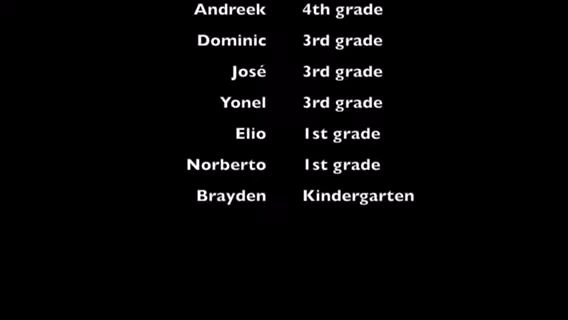 Andreek 4th grade
Dominic 3rd grade
José 3rd grade
Yonel 3rd grade
Elio 1st grade
Norberto 1st grade
Brayden Kindergarten